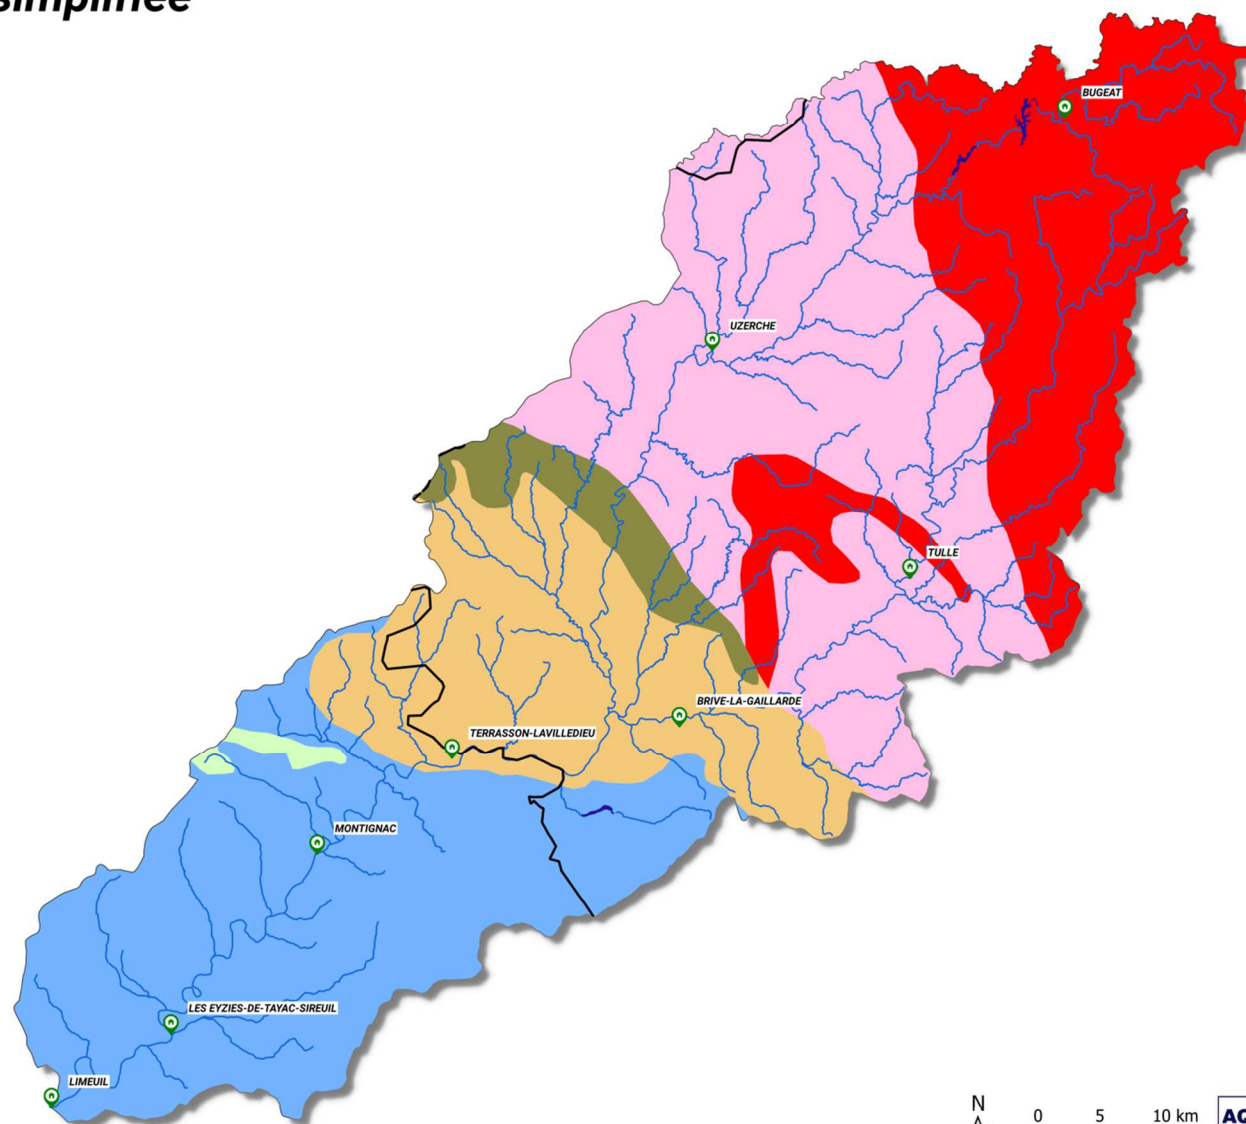 simplifiée
BUGEAT
UZERCHE
TULLE
BRIVE-LA-GAILLARDE
TERRASSON-LAVILLEDIEU
MONTIGNAC
LES EYZIES-DE-TAYAC-SIREUIL
LIMEUIL
N
0 5 10 km
AQ